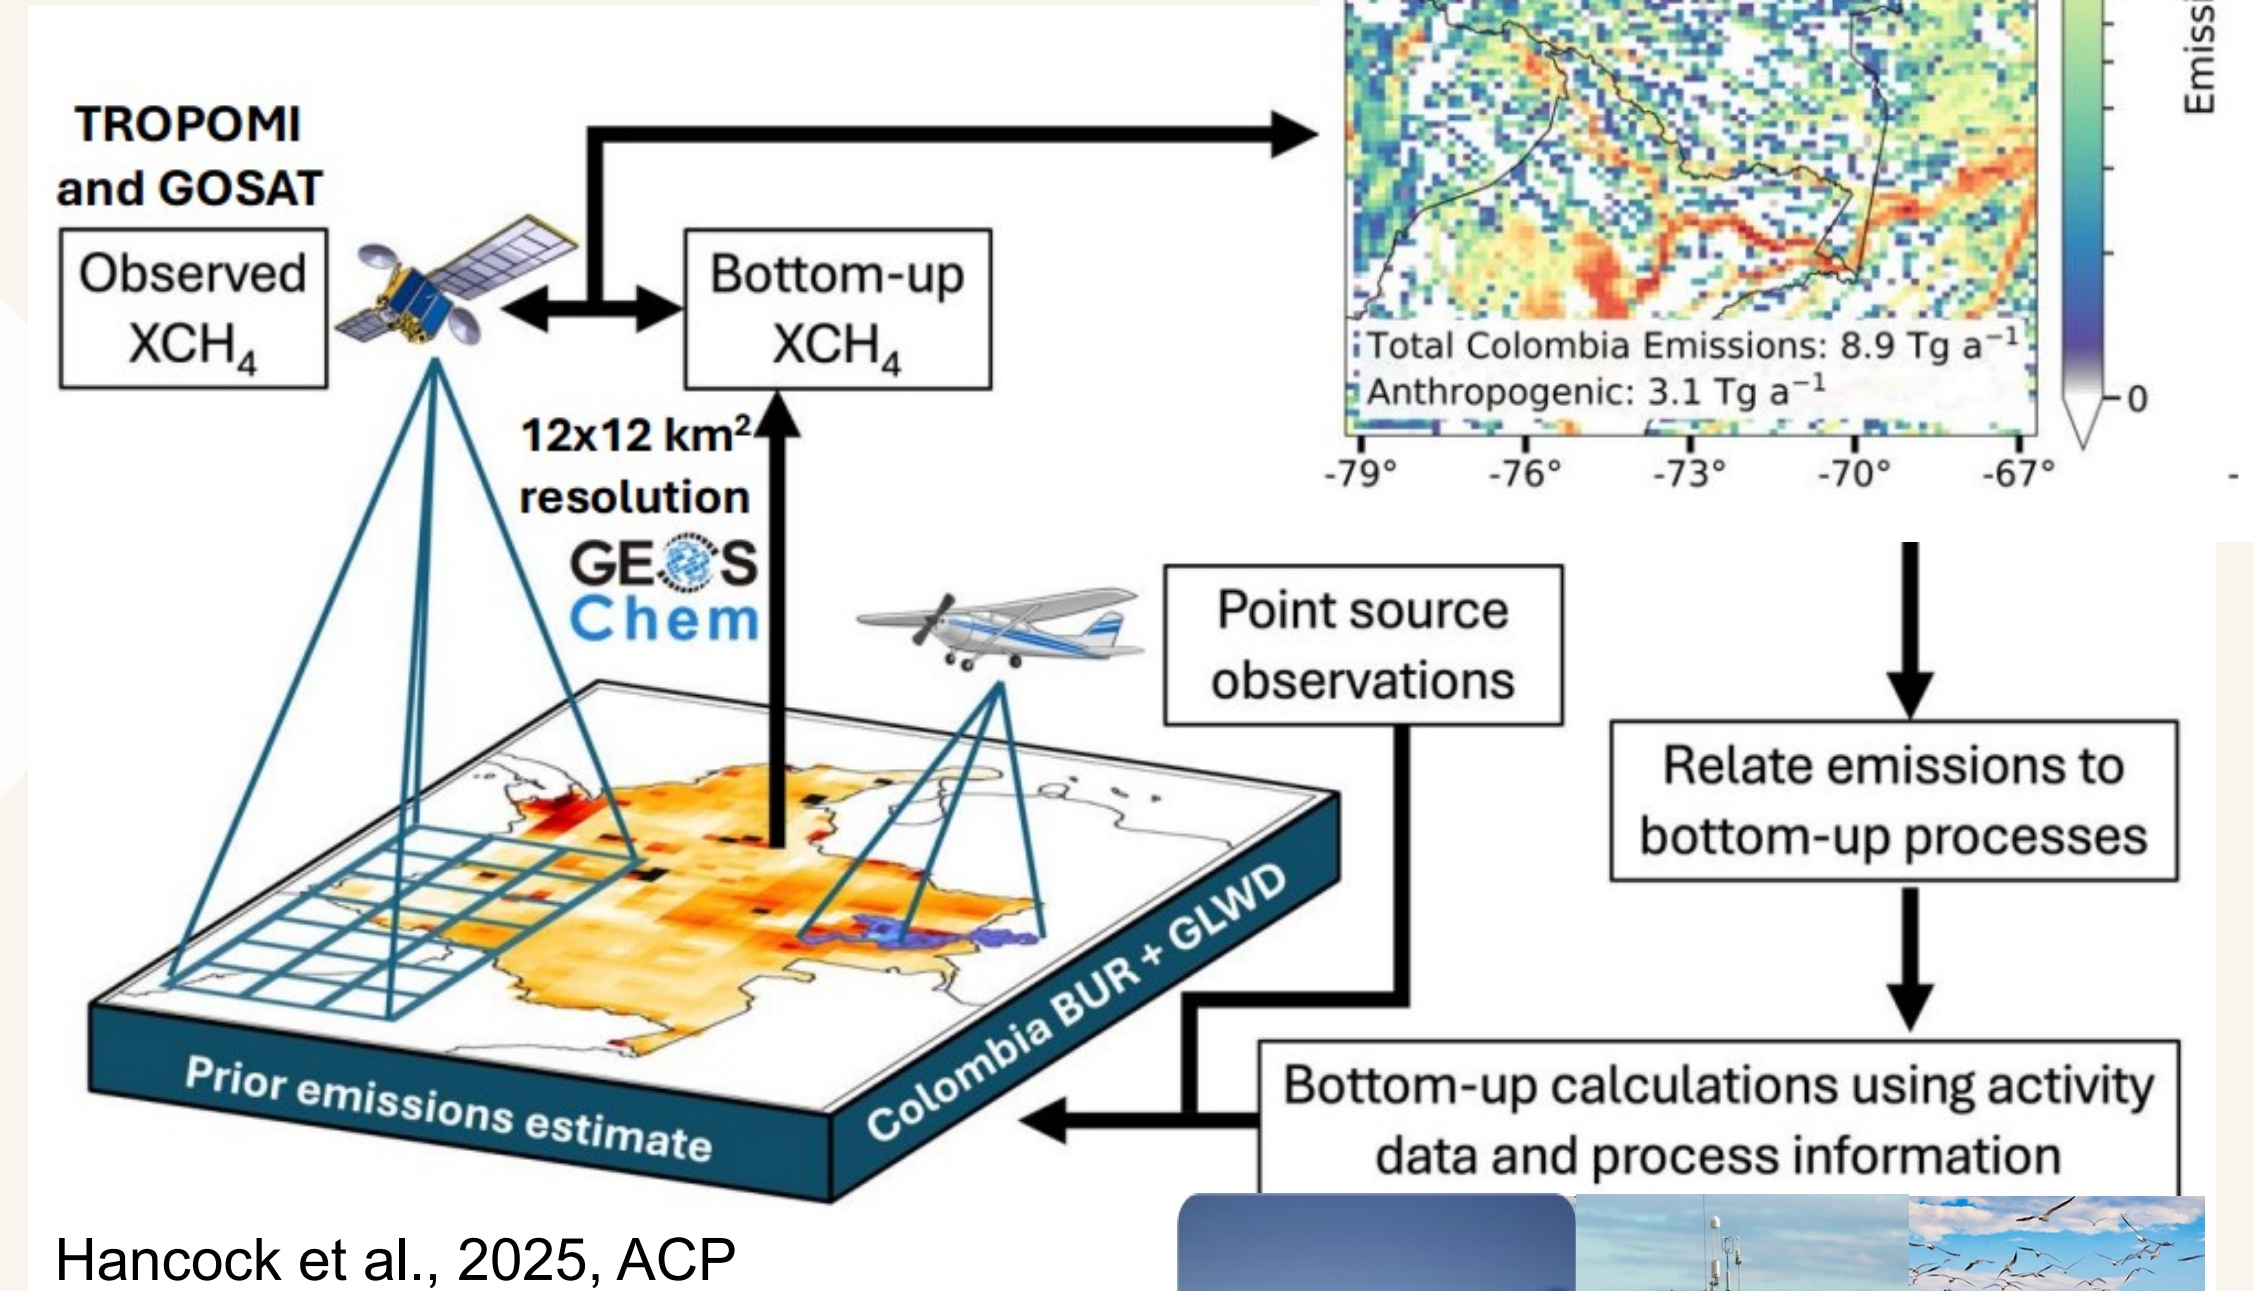 Emissi
TROPOMI
and GOSAT
Observed
XCH₄
Bottom-up
XCH₄
Total Colombia Emissions: 8.9 Tg a⁻¹
Anthropogenic: 3.1 Tg a⁻¹
0
-79° -76° -73° -70° -67° -
12x12 km²
resolution
GEOS
Chem
Point source
observations
Relate emissions to
bottom-up processes
Prior emissions estimate
Colombia BUR + GLWD
Bottom-up calculations using activity
data and process information
Hancock et al., 2025, ACP